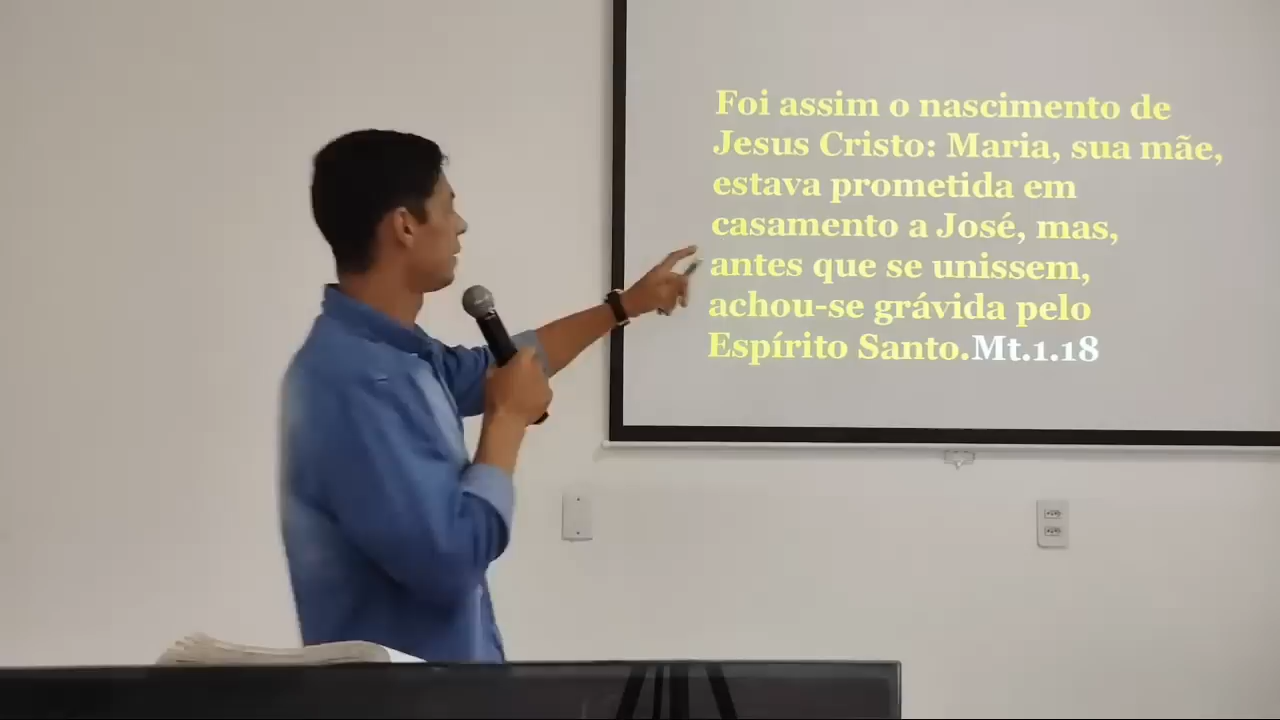 Foi assim o nascimento de
Jesus Cristo: Maria, sua mãe,
estava prometida em
casamento a José, mas,
antes que se unissem,
achou-se grávida pelo
Espírito Santo.Mt.1.18